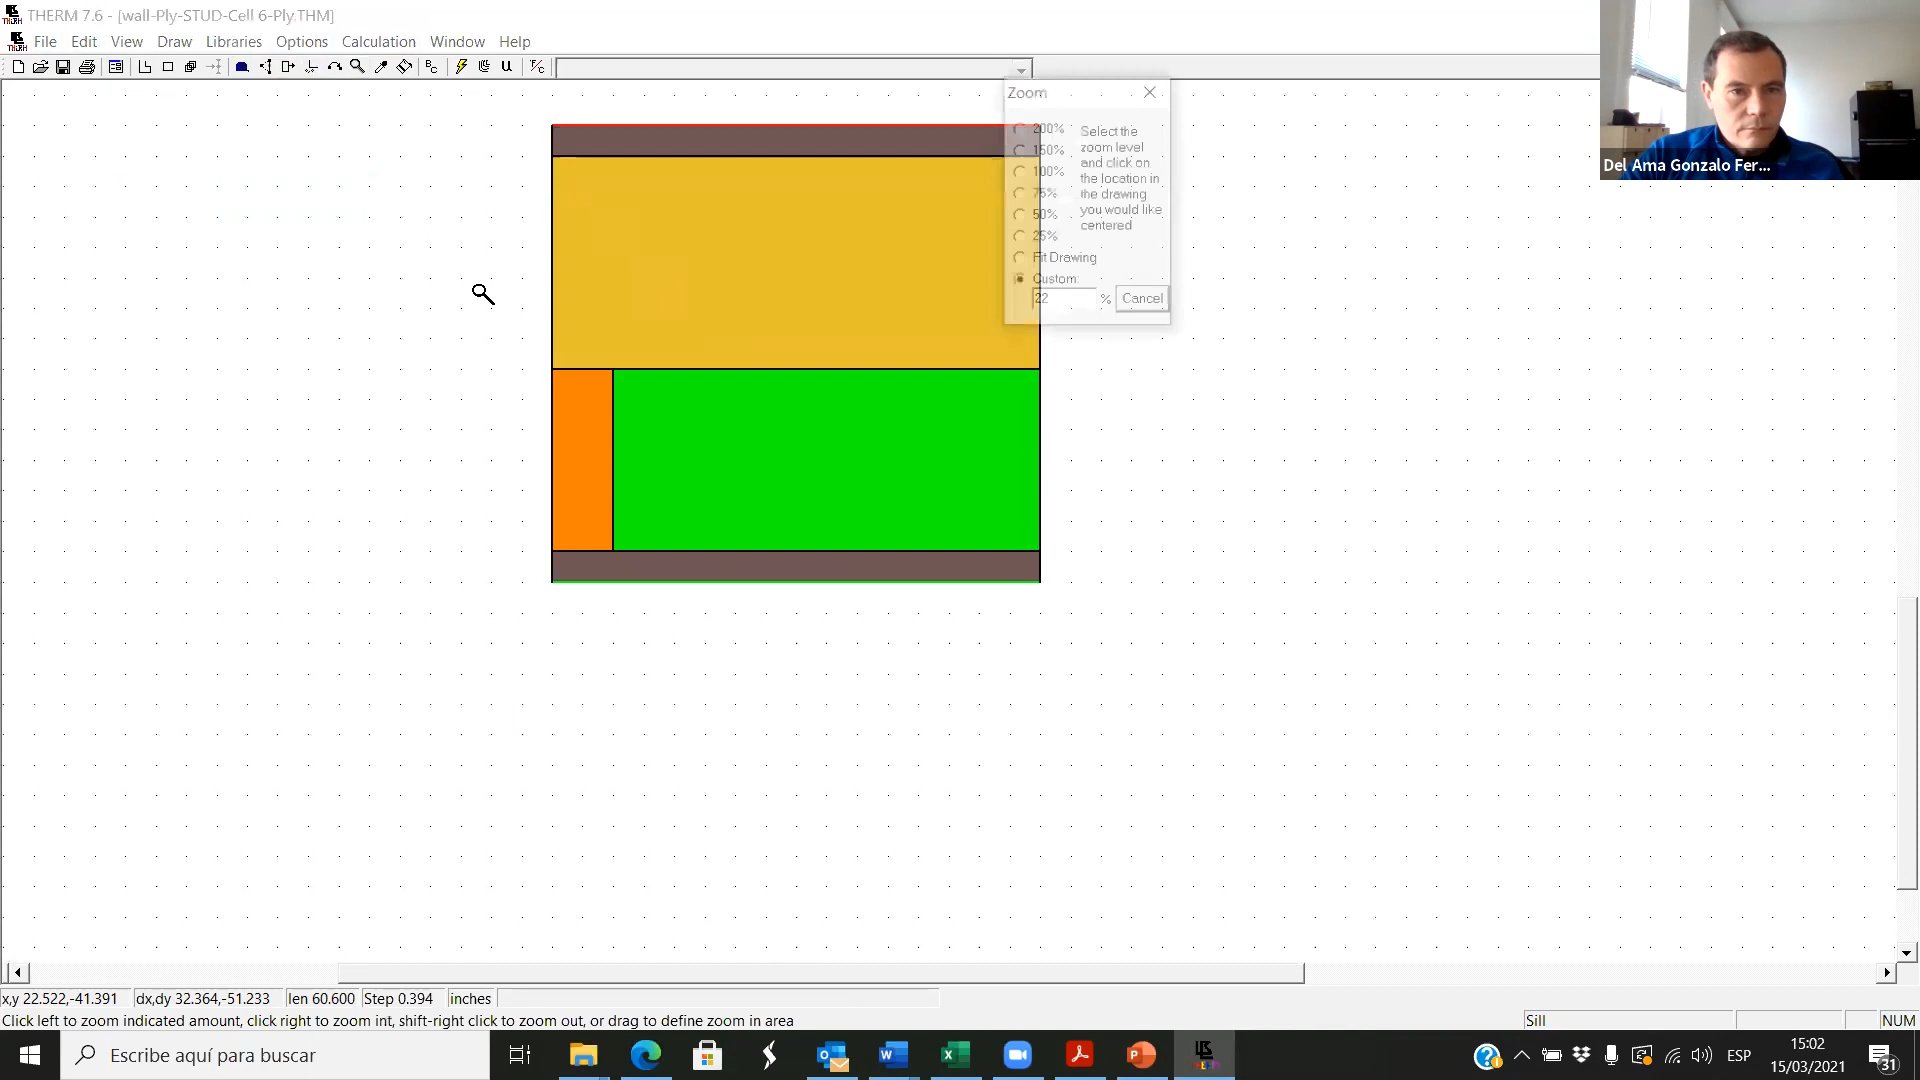 THERM 7.6 - [wall-Ply-STUD-Cell 6-Ply.THM]
File Edit View Draw Libraries Options Calculation Window Help
Zoom
200%
150%
100%
75%
50%
25%
Fit Drawing
Custom:
22 % Cancel
Select the
zoom level
and click on
the location in
the drawing
you would like
centered
Del Ama Gonzalo Fer...
x,y 22.522,-41.391 dx,dy 32.364,-51.233 len 60.600 Step 0.394 inches
Click left to zoom indicated amount, click right to zoom int, shift-right click to zoom out, or drag to define zoom in area
Sill NUM
Escribe aquí para buscar
ESP
15:02
15/03/2021
31